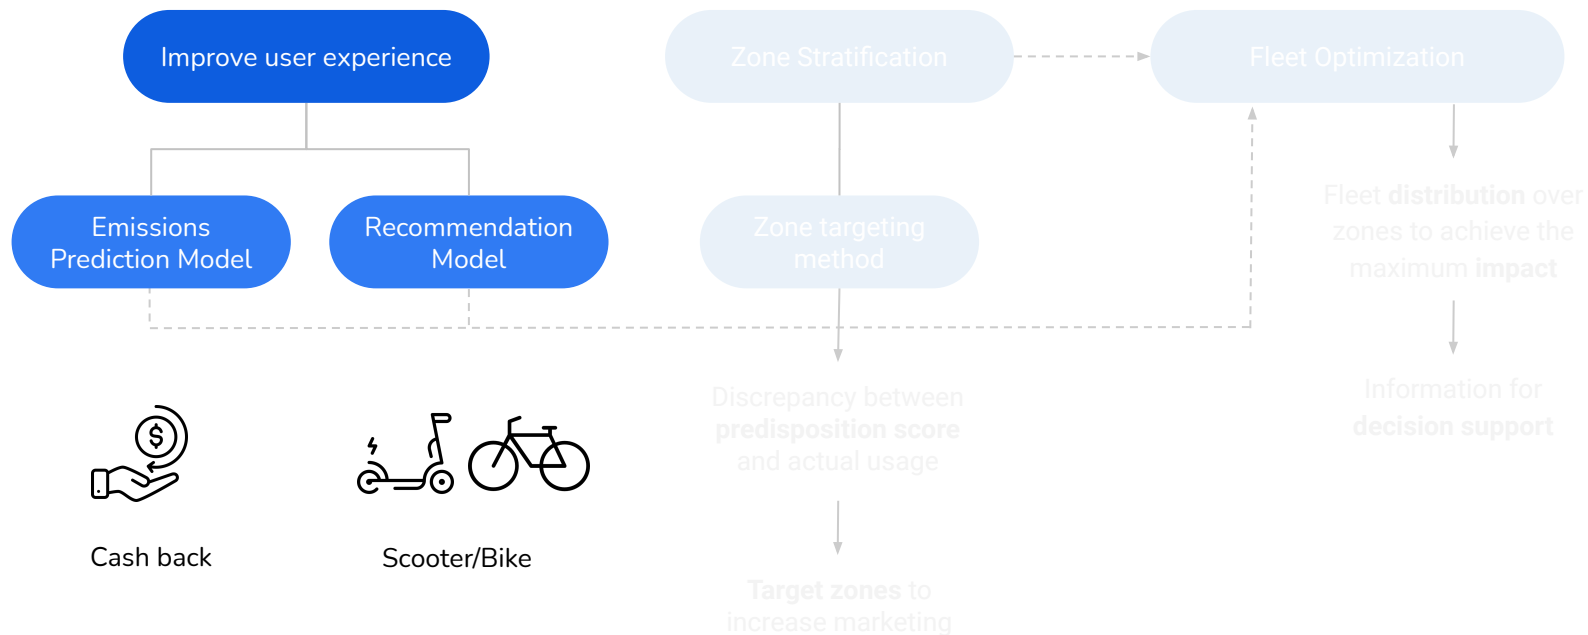 Improve user experience
Zone Stratification
Fleet Optimization
Emissions
Prediction Model
Recommendation
Model
Zone targeting
method
Fleet distribution over
zones to achieve the
maximum impact
Discrepancy between
predisposition score
and actual usage
Information for
decision support
$
Cash back
Scooter/Bike
Target zones to
increase marketing